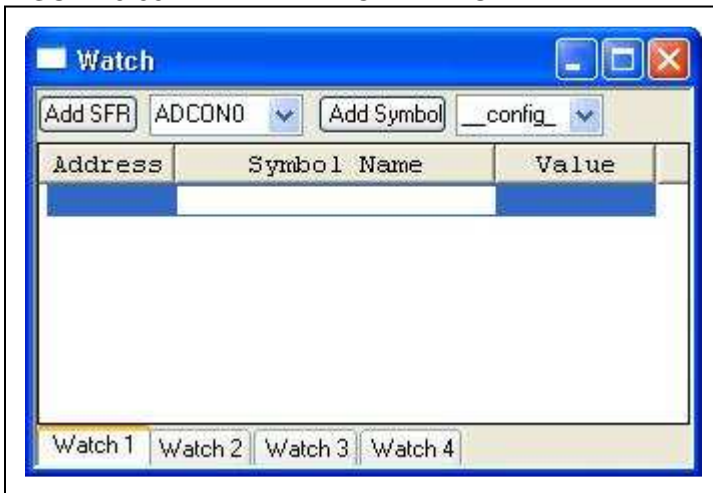 Watch
Add SFR ADCON0 Add Symbol __config_
Address Symbol Name Value
Watch 1 Watch 2 Watch 3 Watch 4